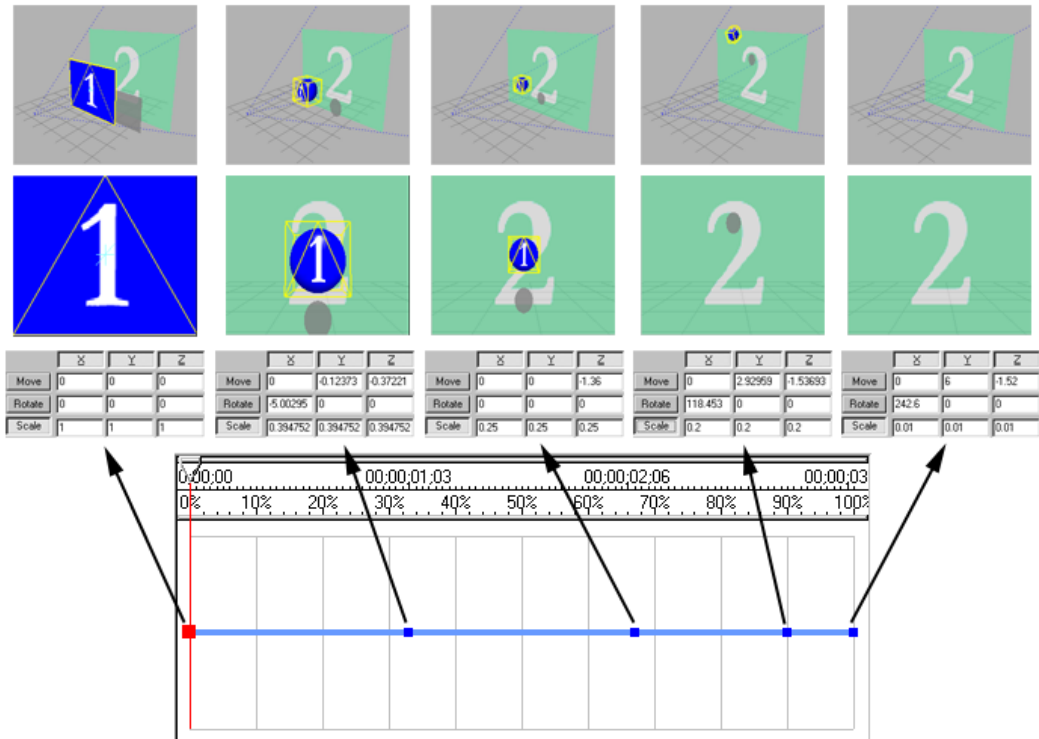 1 2
2
2
2
2
1
1 2
1 2
2
2
X Y Z
Move 0 0 0
Rotate 0 0 0
Scale 1 1 1
X Y Z
Move 0 -0.12373 -0.37221
Rotate -5.00295 0 0
Scale 0.394752 0.394752 0.394752
X Y Z
Move 0 0 -1.36
Rotate 0 0 0
Scale 0.25 0.25 0.25
X Y Z
Move 0 2.92959 -1.53693
Rotate 118.453 0 0
Scale 0.2 0.2 0.2
X Y Z
Move 0 6 -1.52
Rotate 242.6 0 0
Scale 0.01 0.01 0.01
00;00;01;03 00;00;02;06 00;00;03
0% 10% 20% 30% 40% 50% 60% 70% 80% 90% 100%